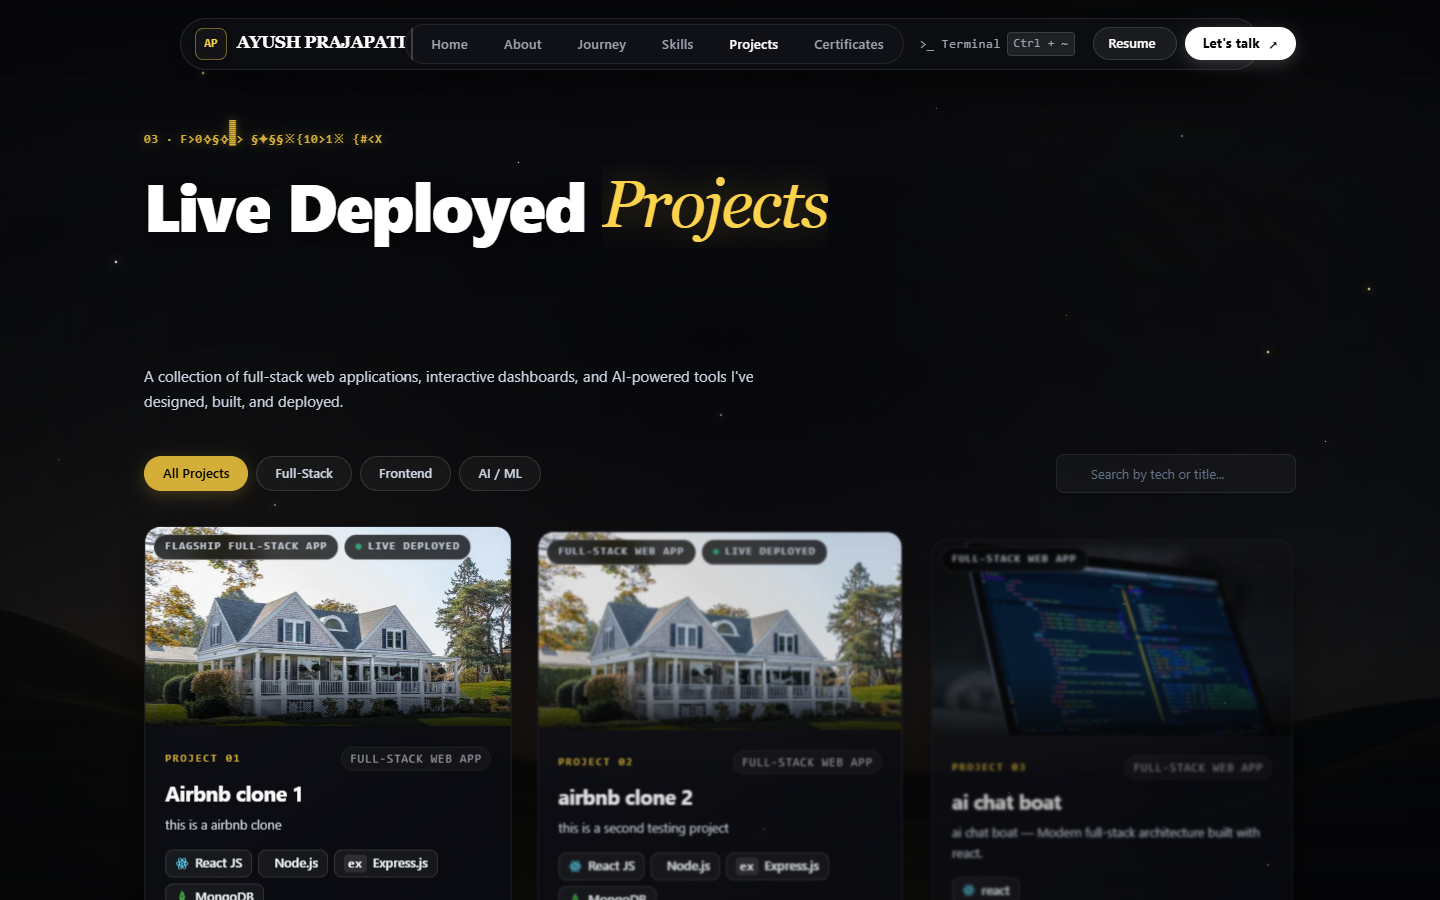 AP AYUSH PRAJAPATI Home About Journey Skills Projects Certificates >_ Terminal Ctrl + ~ Resume Let's talk ↗
03 · F>0✧§✧▓> §✦§§※{10>1※ {#<X
Live Deployed Projects
A collection of full-stack web applications, interactive dashboards, and AI-powered tools I've
designed, built, and deployed.
All Projects Full-Stack Frontend AI / ML Search by tech or title...
FLAGSHIP FULL-STACK APP LIVE DEPLOYED
FULL-STACK WEB APP LIVE DEPLOYED
FULL-STACK WEB APP
PROJECT 01 FULL-STACK WEB APP
Airbnb clone 1
this is a airbnb clone
React JS Node.js ex Express.js
MongoDB
PROJECT 02 FULL-STACK WEB APP
airbnb clone 2
this is a second testing project
React JS Node.js ex Express.js
MongoDB
PROJECT 03 FULL-STACK WEB APP
ai chat boat
ai chat boat — Modern full-stack architecture built with
react.
react